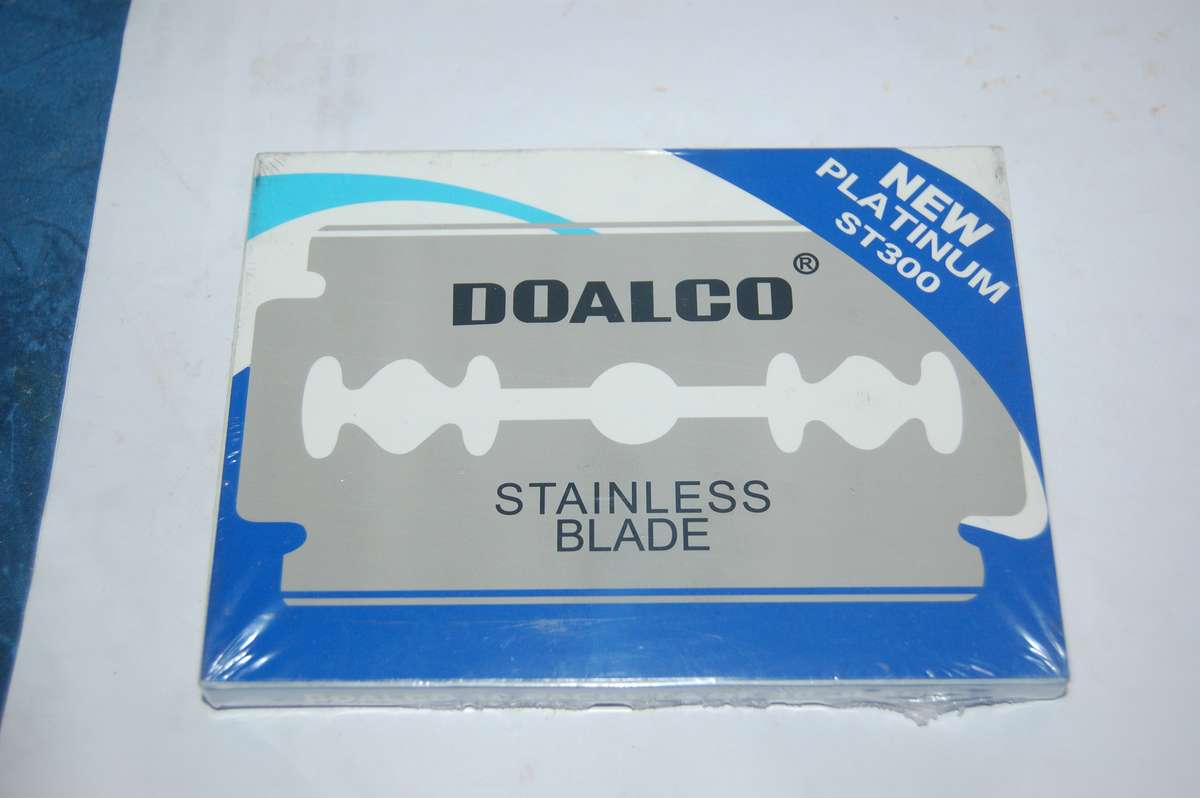 NEW
PLATINUM
ST300
DOALCO®
STAINLESS
BLADE